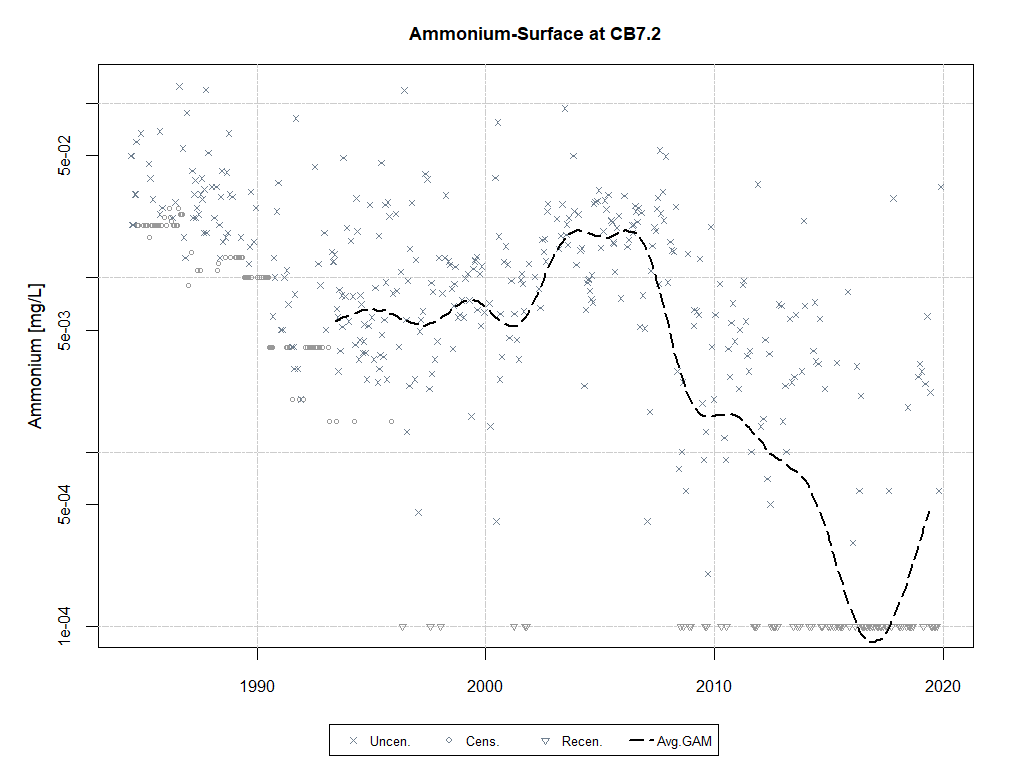 Ammonium-Surface at CB7.2
Ammonium [mg/L]
5e-02
5e-03
5e-04
1e-04
1990 2000 2010 2020
Uncen. Cens. Recen. Avg.GAM